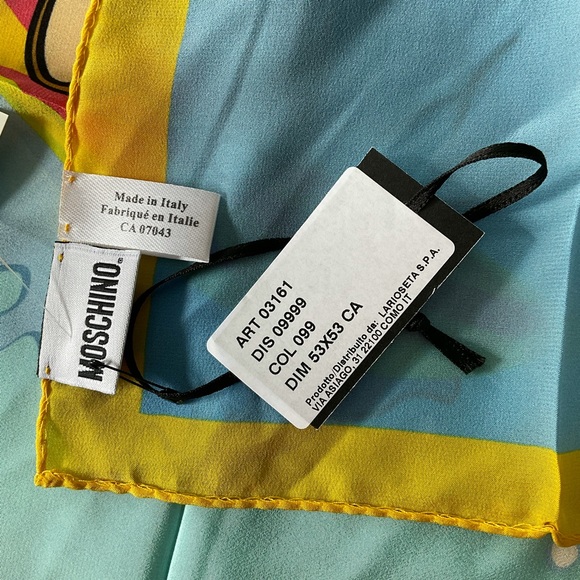 Made in Italy
Fabriqué en Italie
CA 07043
MOSCHINO®
ART 03161
DIS 09999
COL 099
DIM 53X53 CA
Prodotto/Distribuito da: LARIOSETA S.P.A.
VIA ASIAGO, 31 22100 COMO IT